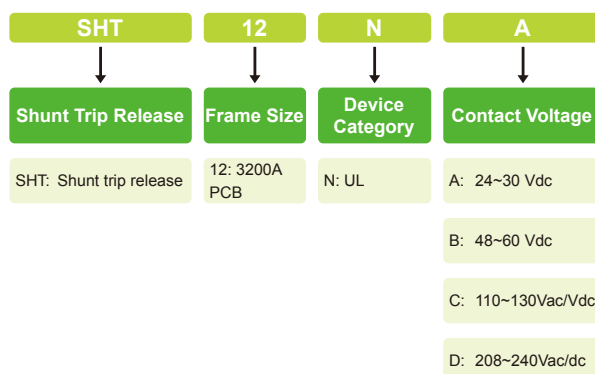 SHT 12 N A
Shunt Trip Release Frame Size Device Category Contact Voltage
SHT: Shunt trip release 12: 3200A PCB N: UL A: 24~30 Vdc
B: 48~60 Vdc
C: 110~130Vac/Vdc
D: 208~240Vac/dc